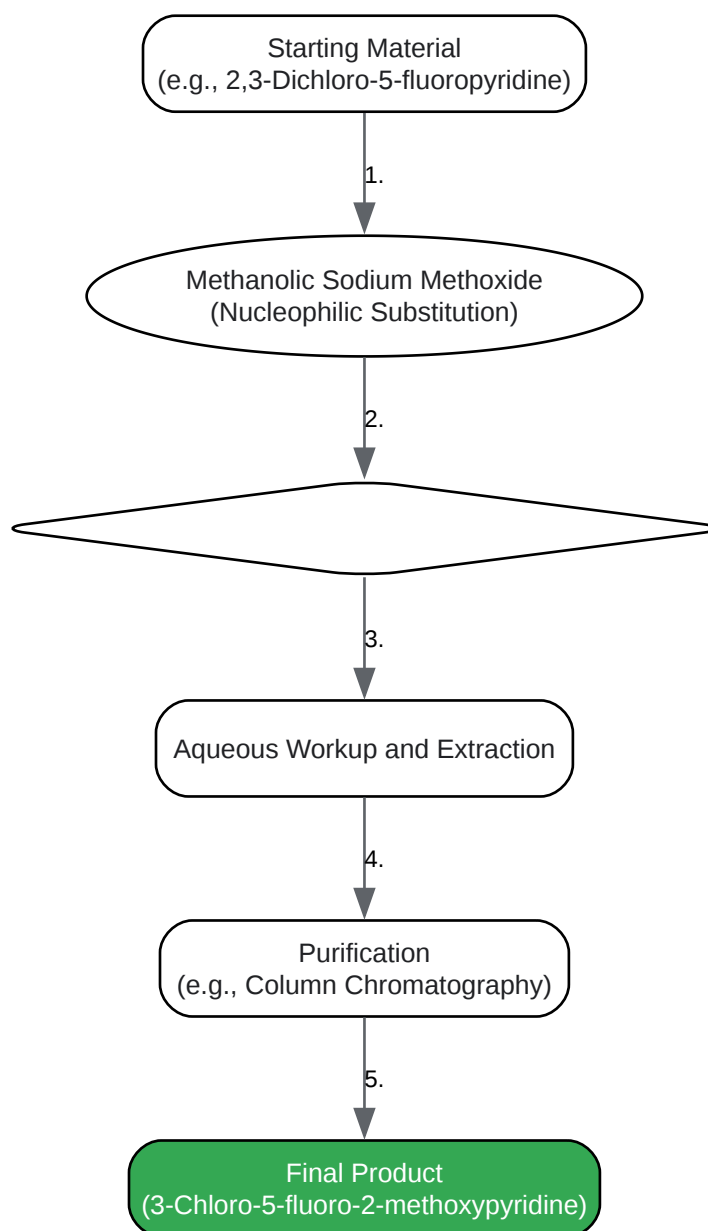 Starting Material
(e.g., 2,3-Dichloro-5-fluoropyridine)
1.
Methanolic Sodium Methoxide
(Nucleophilic Substitution)
2.
3.
Aqueous Workup and Extraction
4.
Purification
(e.g., Column Chromatography)
5.
Final Product
(3-Chloro-5-fluoro-2-methoxypyridine)